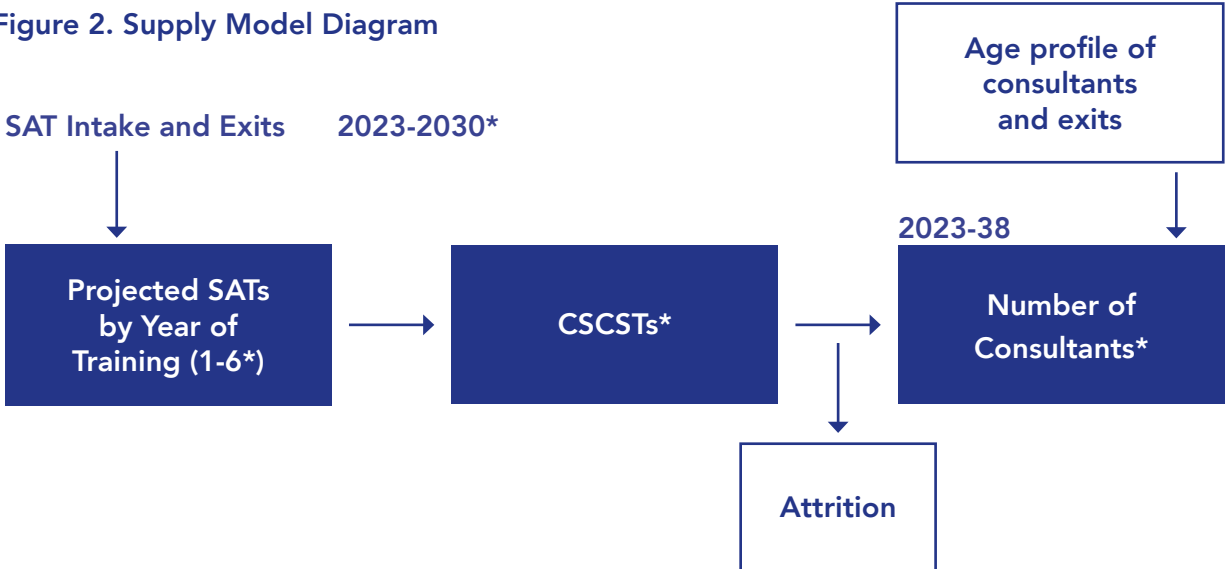 Figure 2. Supply Model Diagram
Age profile of
consultants
and exits
SAT Intake and Exits 2023-2030*
2023-38
Projected SATs
by Year of
Training (1-6*)
CSCSTs*
Number of
Consultants*
Attrition